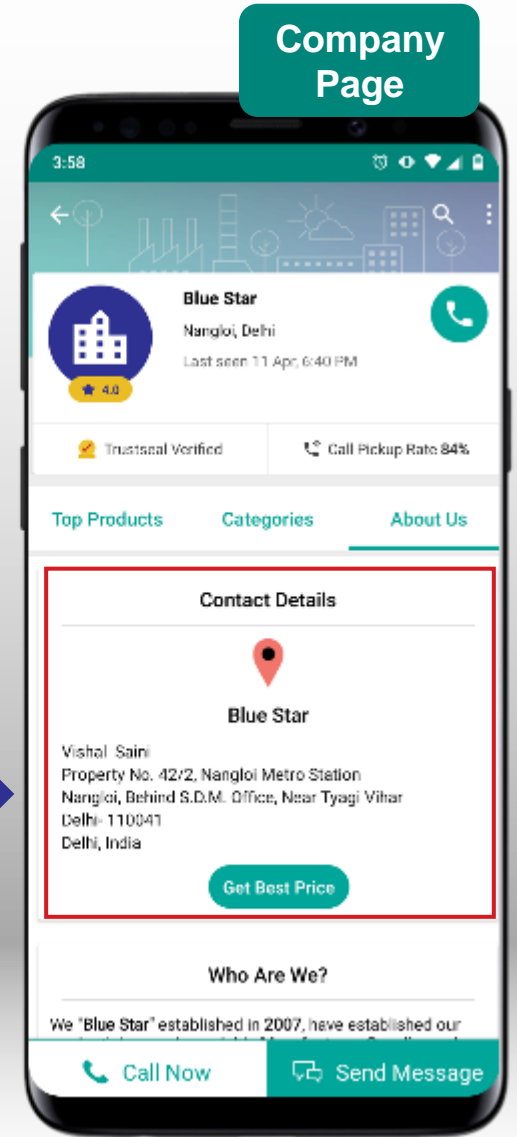 Company
Page
3:58
Blue Star
Nangloi, Delhi
Last seen 11 Apr, 6:40 PM
4.0
Trustseal Verified
Call Pickup Rate 84%
Top Products
Categories
About Us
Contact Details
Blue Star
Vishal Saini
Property No. 42/2, Nangloi Metro Station
Nangloi, Behind S.D.M. Office, Near Tyagi Vihar
Delhi- 110041
Delhi, India
Get Best Price
Who Are We?
We "Blue Star" established in 2007, have established our
Call Now
Send Message